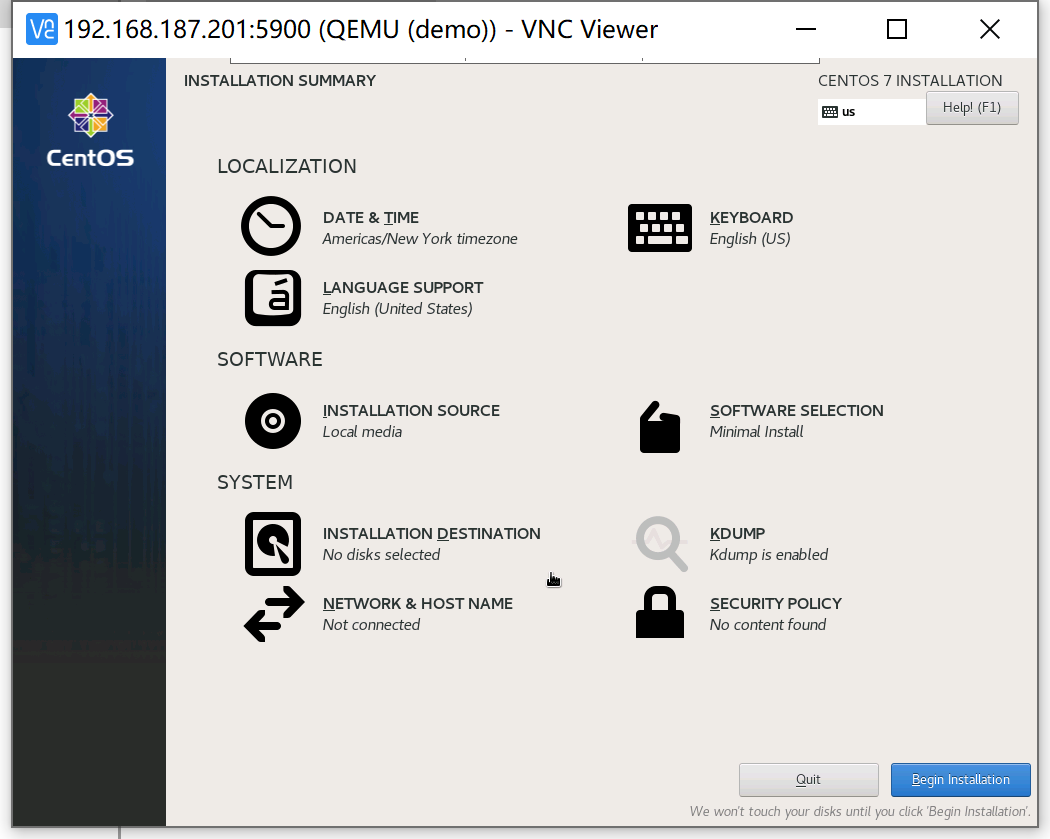 192.168.187.201:5900 (QEMU (demo)) - VNC Viewer
INSTALLATION SUMMARY
CENTOS 7 INSTALLATION
us
Help! (F1)
CentOS
LOCALIZATION
DATE & TIME
Americas/New York timezone
KEYBOARD
English (US)
LANGUAGE SUPPORT
English (United States)
SOFTWARE
INSTALLATION SOURCE
Local media
SOFTWARE SELECTION
Minimal Install
SYSTEM
INSTALLATION DESTINATION
No disks selected
KDUMP
Kdump is enabled
NETWORK & HOST NAME
Not connected
SECURITY POLICY
No content found
Quit
Begin Installation
We won't touch your disks until you click 'Begin Installation'.